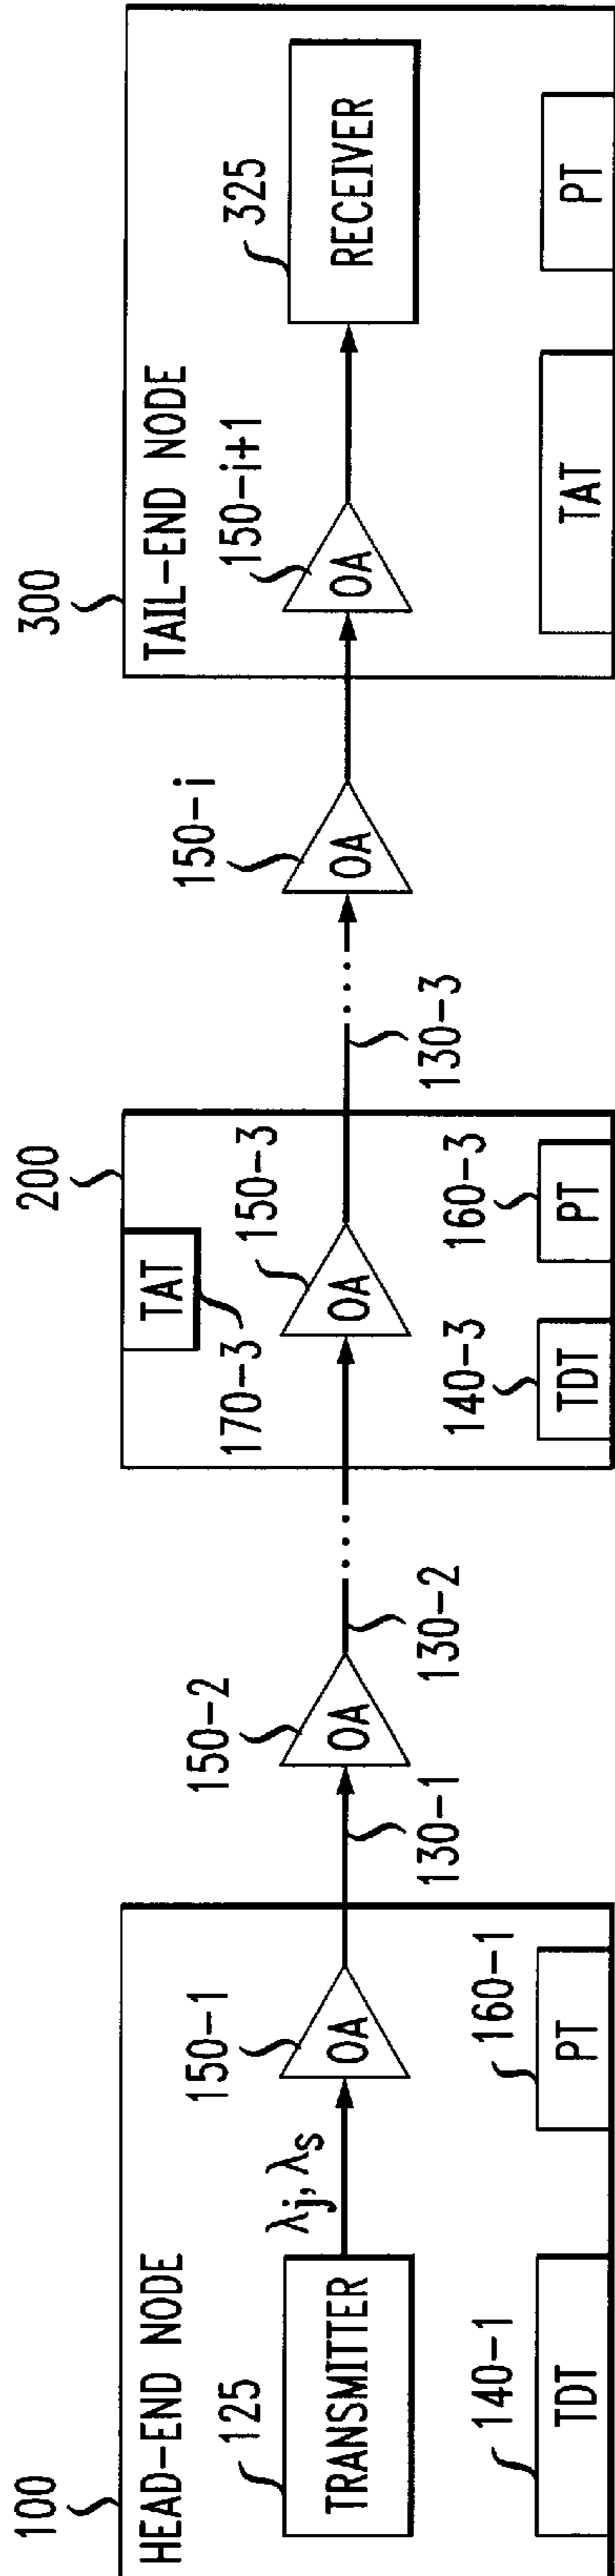 100
HEAD-END NODE
125
TRANSMITTER
λj, λs
150-1
OA
140-1
TDT
160-1
PT
130-1
150-2
OA
130-2
...
200
TAT
170-3
150-3
OA
140-3
TDT
160-3
PT
130-3
...
150-i
OA
300
TAIL-END NODE
150-i+1
OA
325
RECEIVER
TAT
PT